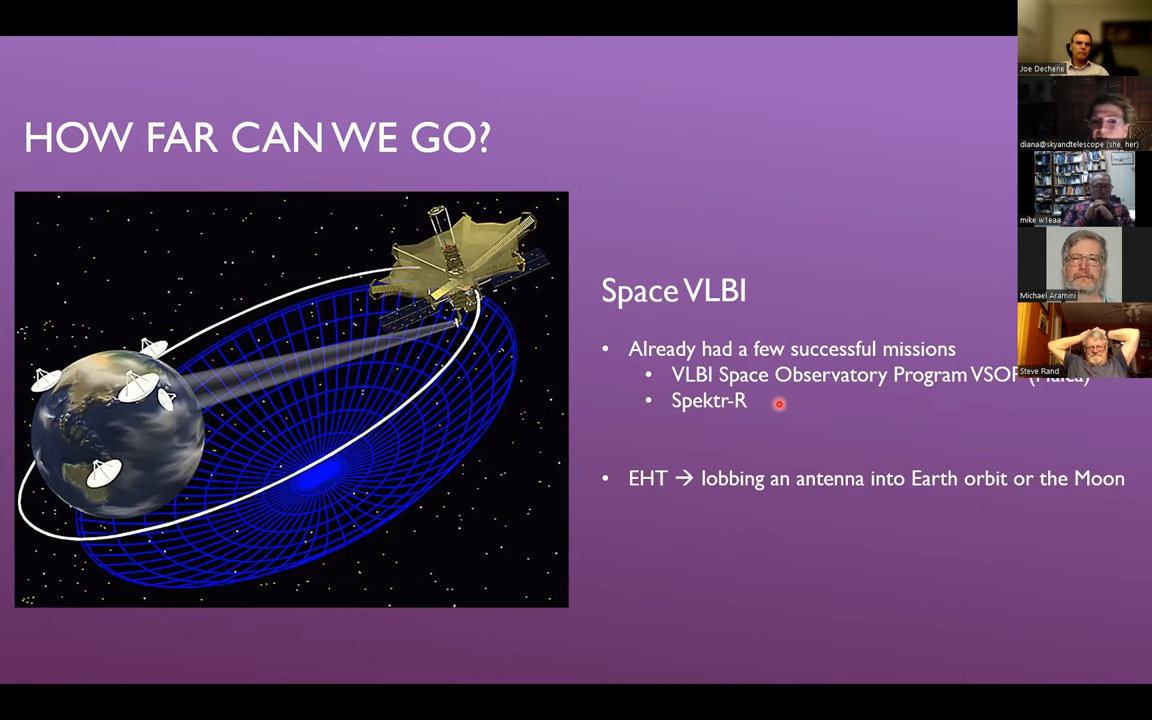 HOW FAR CAN WE GO?
Space VLBI
• Already had a few successful missions
• VLBI Space Observatory Program VSOP
• Spektr-R
• EHT → lobbing an antenna into Earth orbit or the Moon
Joe Dechene
diana@skyandtelescope (she, her)
mike w1eaa
Michael Aramini
Steve Rand